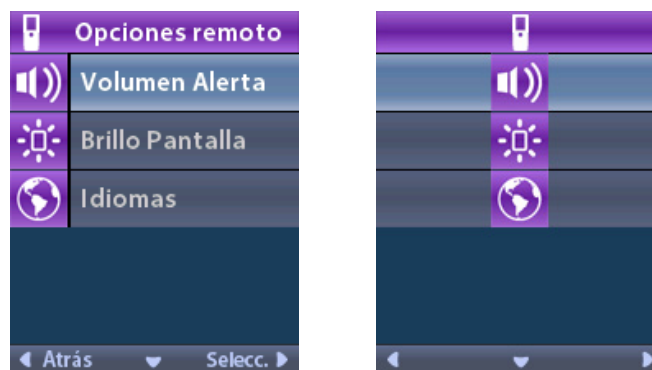 Opciones remoto
Volumen Alerta
Brillo Pantalla
Idiomas
Atrás Selecc.